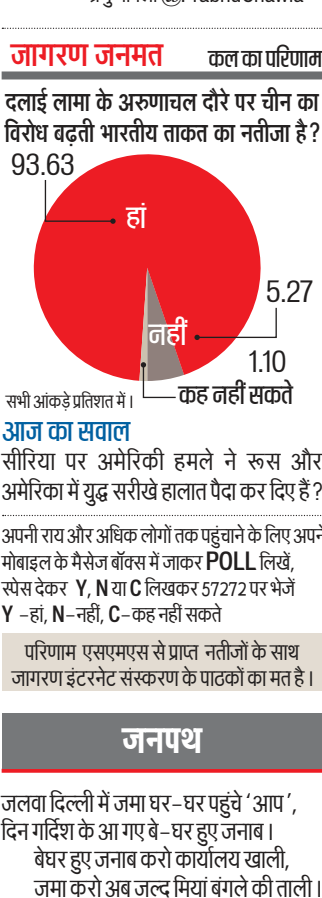 जागरण जनमत कल का परिणाम
दलाई लामा के अरुणाचल दौरे पर चीन का
विरोध बढ़ती भारतीय ताकत का नतीजा है?
93.63
हां
5.27
नहीं
1.10
कह नहीं सकते
सभी आंकड़े प्रतिशत में।
आज का सवाल
सीरिया पर अमेरिकी हमले ने रूस और
अमेरिका में युद्ध सरीखे हालात पैदा कर दिए हैं?
अपनी राय और अधिक लोगों तक पहुंचाने के लिए अपने
मोबाइल के मैसेज बॉक्स में जाकर POLL लिखें,
स्पेस देकर Y, N या C लिखकर 57272 पर भेजें
Y –हां, N–नहीं, C–कह नहीं सकते
परिणाम एसएमएस से प्राप्त नतीजों के साथ
जागरण इंटरनेट संस्करण के पाठकों का मत है।
जनपथ
जलवा दिल्ली में जमा घर–घर पहुंचे ‘आप’,
दिन गर्दिश के आ गए बे–घर हुए जनाब।
बेघर हुए जनाब करो कार्यालय खाली,
जमा करो अब जल्द मियां बंगले की ताली।